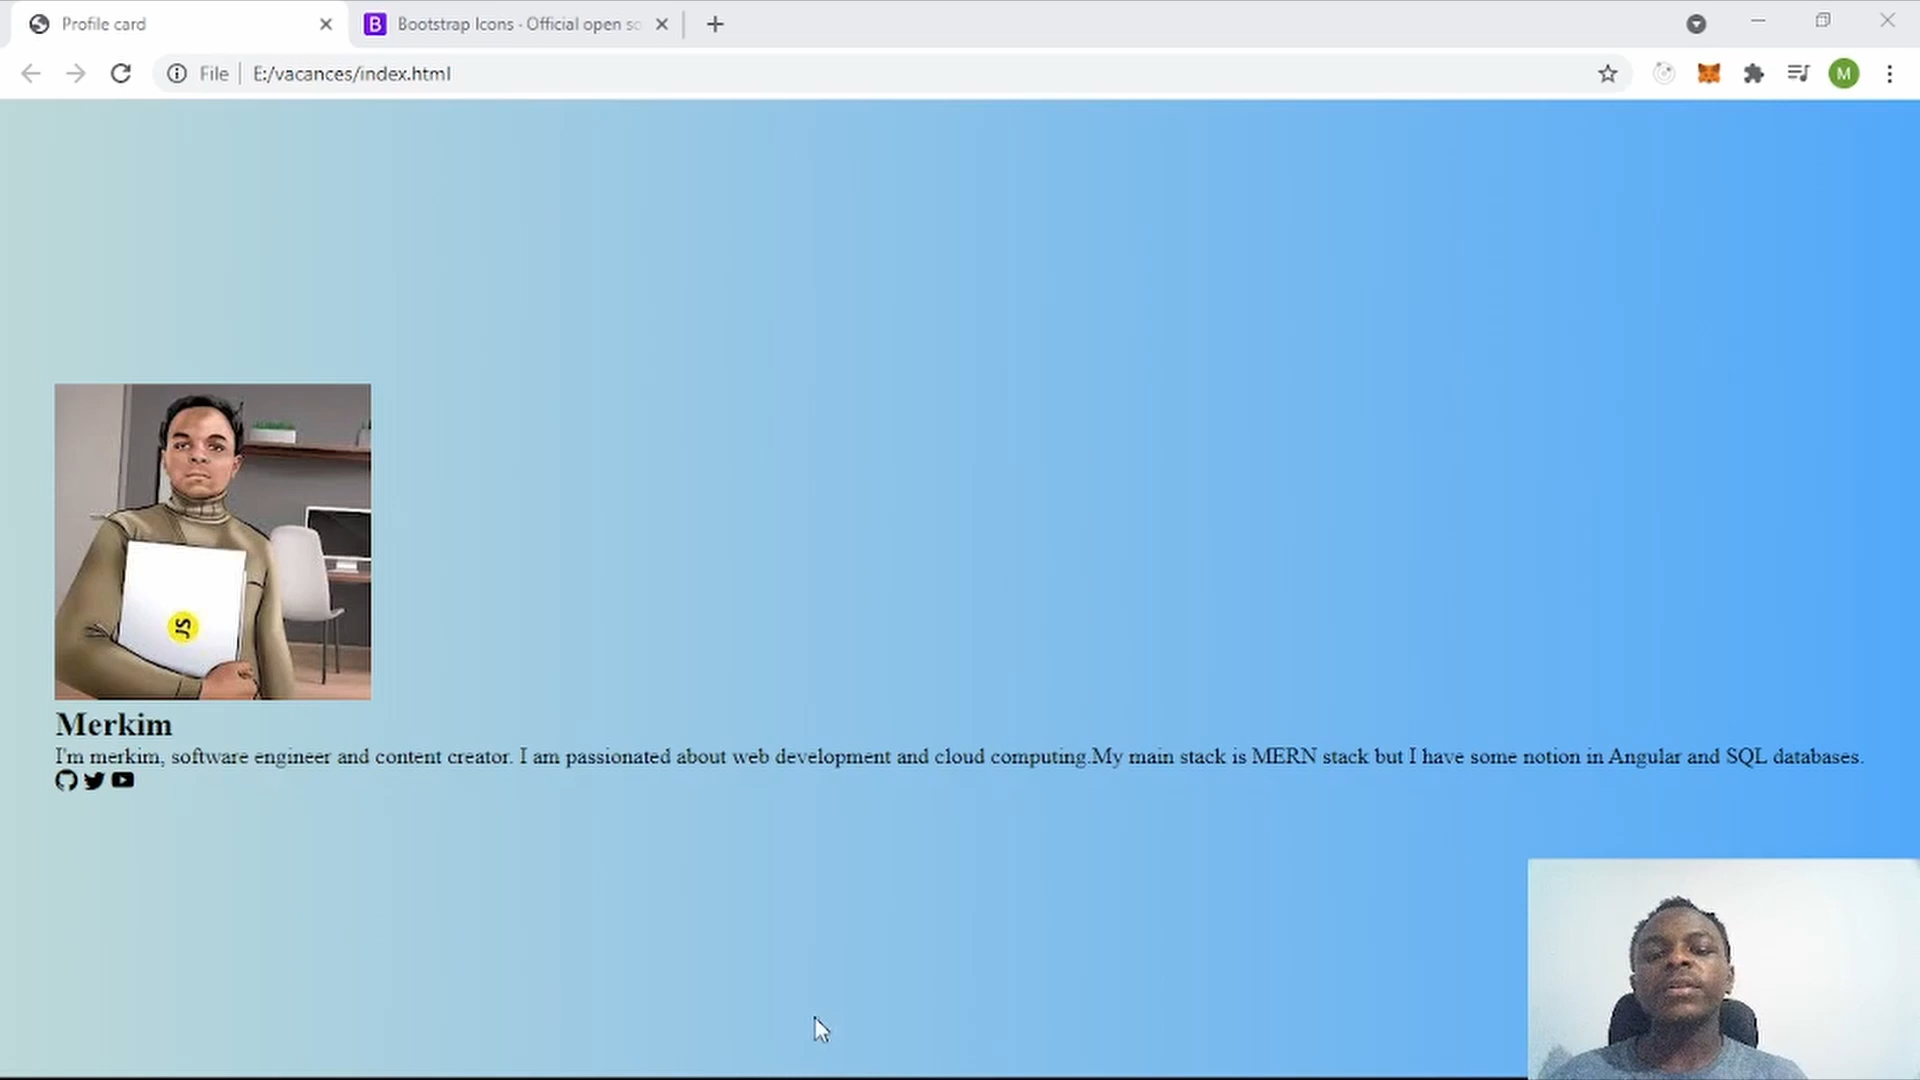 Profile card
Bootstrap Icons · Official open so
File
E:/vacances/index.html
M
JS
Merkim
I'm merkim, software engineer and content creator. I am passionated about web development and cloud computing.My main stack is MERN stack but I have some notion in Angular and SQL databases.